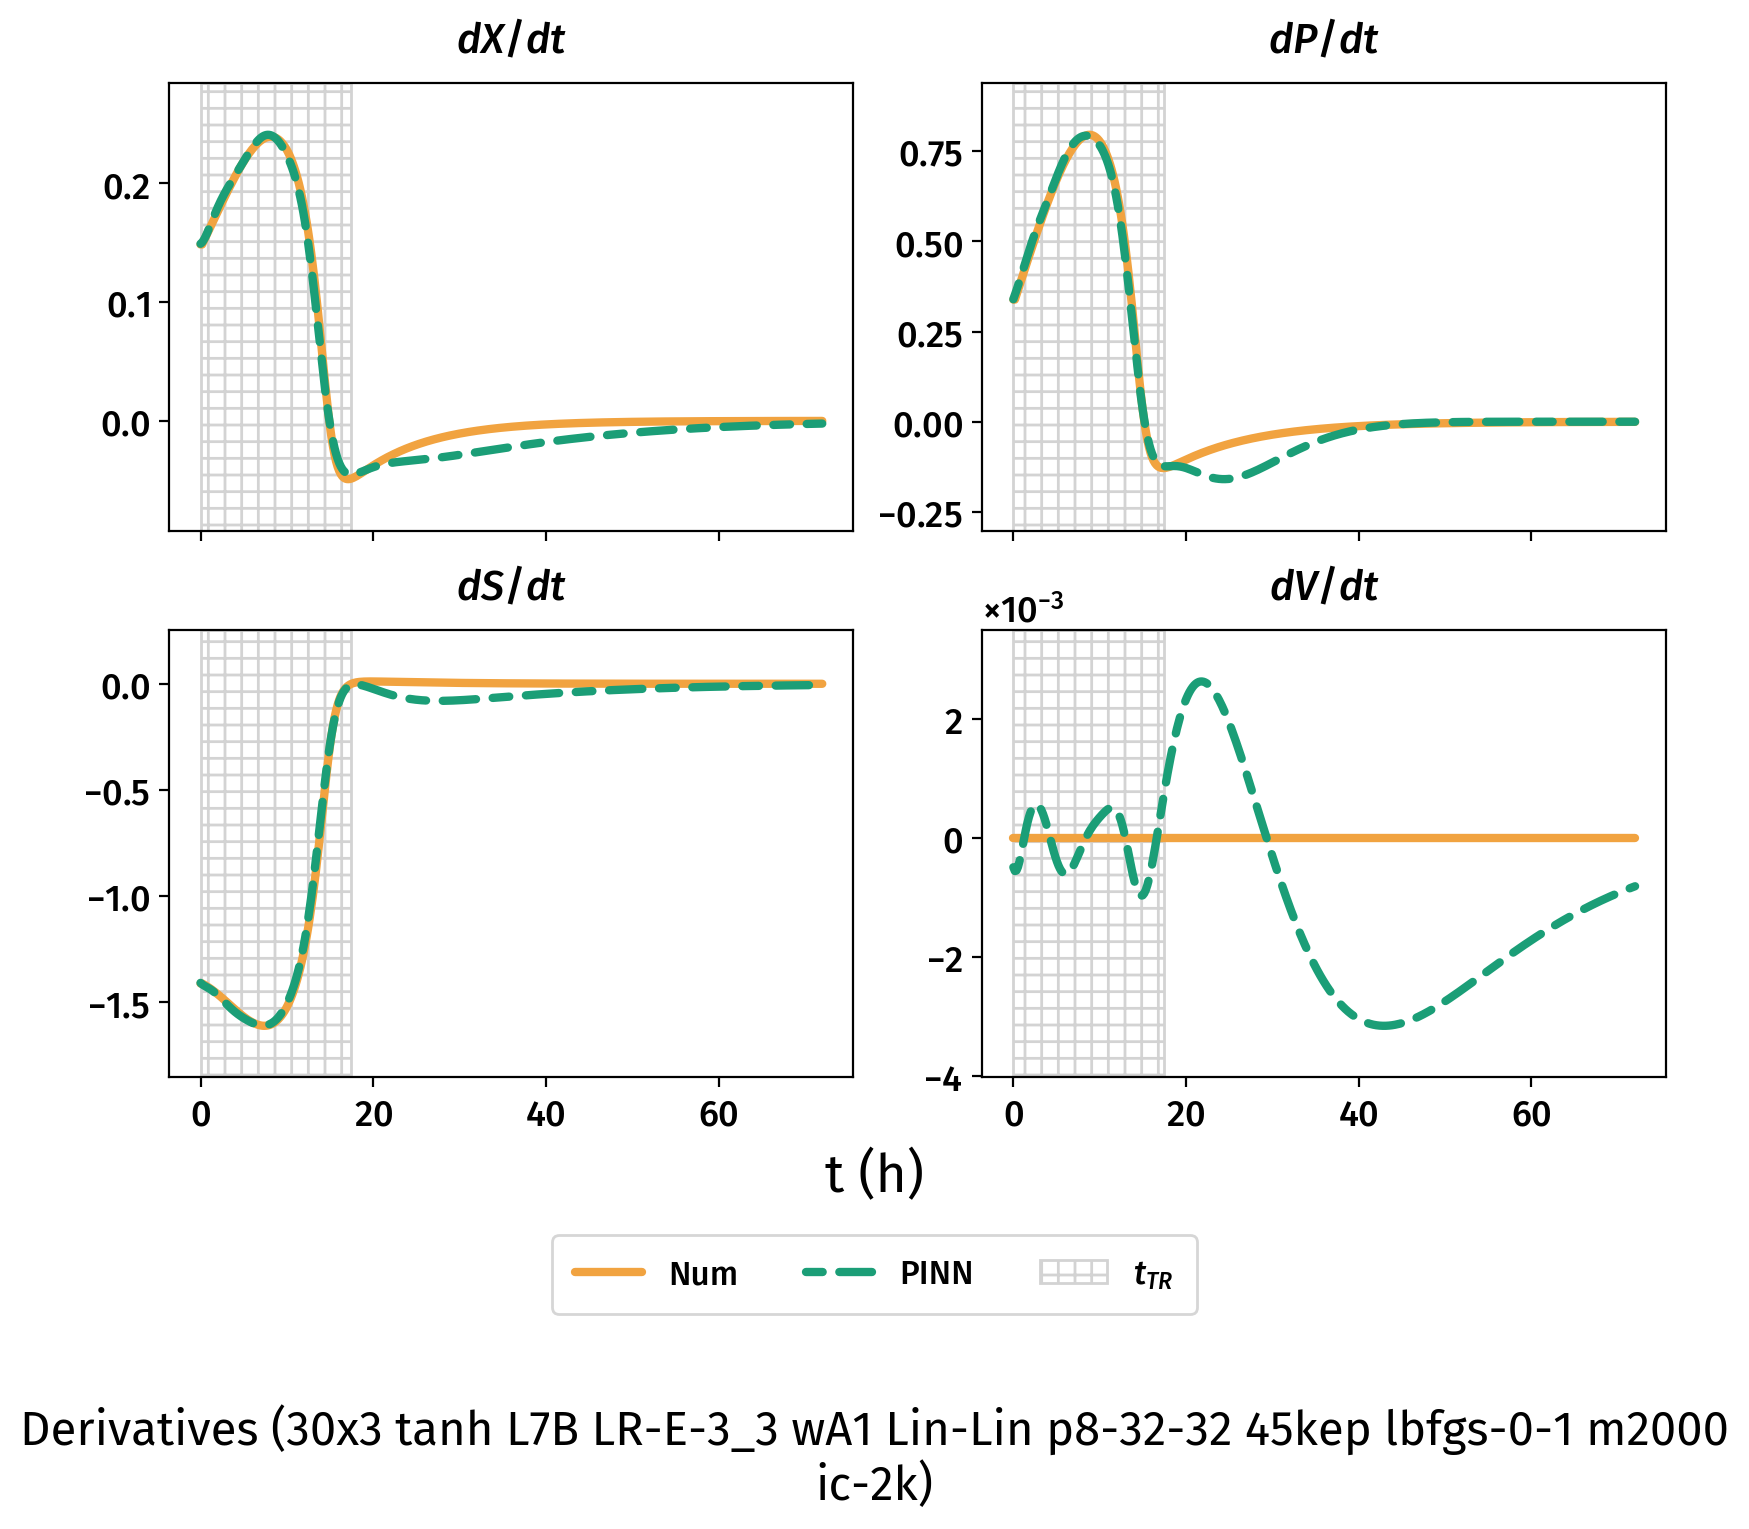 dX/dt
dP/dt
0.2
0.1
0.0
0.75
0.50
0.25
0.00
−0.25
dS/dt
dV/dt
×10⁻³
0.0
−0.5
−1.0
−1.5
2
0
−2
−4
0 20 40 60
0 20 40 60
t (h)
Num PINN t_TR
Derivatives (30x3 tanh L7B LR-E-3_3 wA1 Lin-Lin p8-32-32 45kep lbfgs-0-1 m2000
ic-2k)